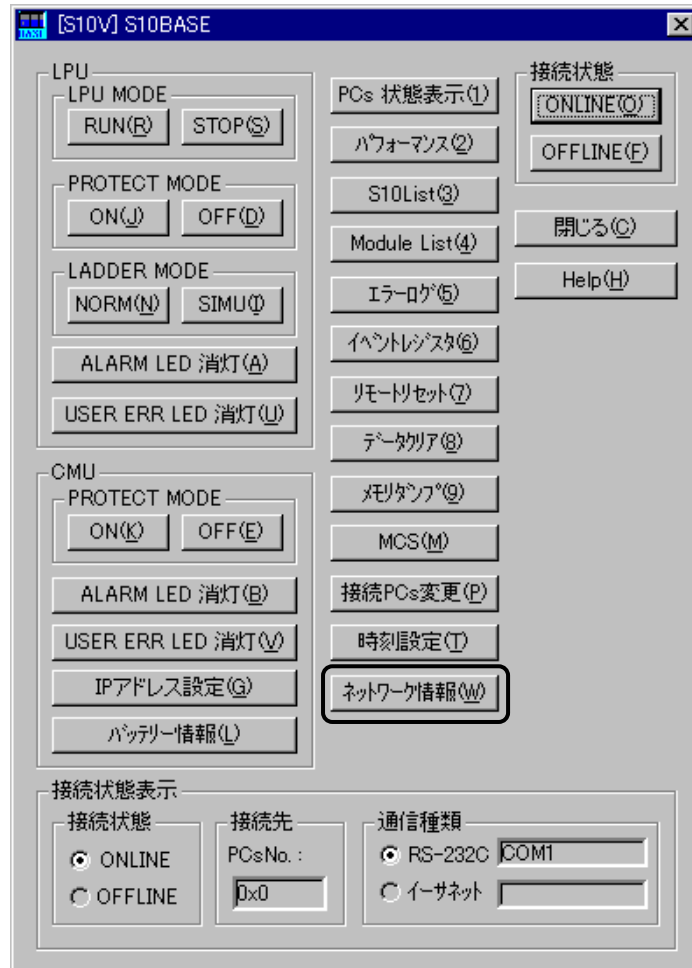 [S10V] S10BASE
LPU
LPU MODE
RUN(R) STOP(S)
PROTECT MODE
ON(J) OFF(D)
LADDER MODE
NORM(N) SIMU(I)
ALARM LED 消灯(A)
USER ERR LED 消灯(U)
CMU
PROTECT MODE
ON(K) OFF(E)
ALARM LED 消灯(B)
USER ERR LED 消灯(V)
IPアドレス設定(G)
ﾊﾞｯﾃﾘｰ情報(L)
PCs 状態表示(1)
ﾊﾟﾌｫｰﾏﾝｽ(2)
S10List(3)
Module List(4)
ｴﾗｰﾛｸﾞ(5)
ｲﾍﾞﾝﾄﾚｼﾞｽﾀ(6)
ﾘﾓｰﾄﾘｾｯﾄ(7)
ﾃﾞｰﾀｸﾘｱ(8)
ﾒﾓﾘﾀﾞﾝﾌﾟ(9)
MCS(M)
接続PCs変更(P)
時刻設定(T)
ﾈｯﾄﾜｰｸ情報(W)
接続状態
ONLINE(O)
OFFLINE(F)
閉じる(C)
Help(H)
接続状態表示
接続状態
ONLINE
OFFLINE
接続先
PCsNo. :
0x0
通信種類
RS-232C COM1
ｲｰｻﾈｯﾄ